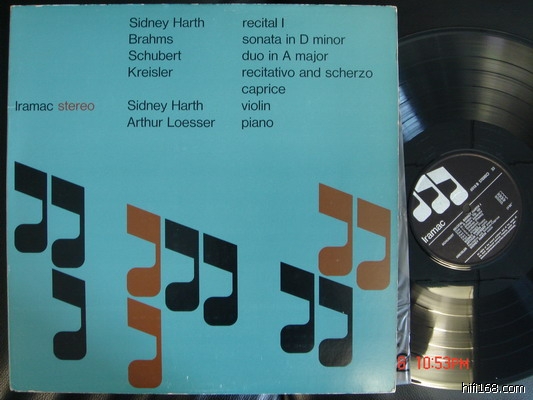 Sidney Harth recital I
Brahms sonata in D minor
Schubert duo in A major
Kreisler recitativo and scherzo
caprice
Iramac stereo Sidney Harth violin
Arthur Loesser piano
Iramac
10:53PM
hifi168.com